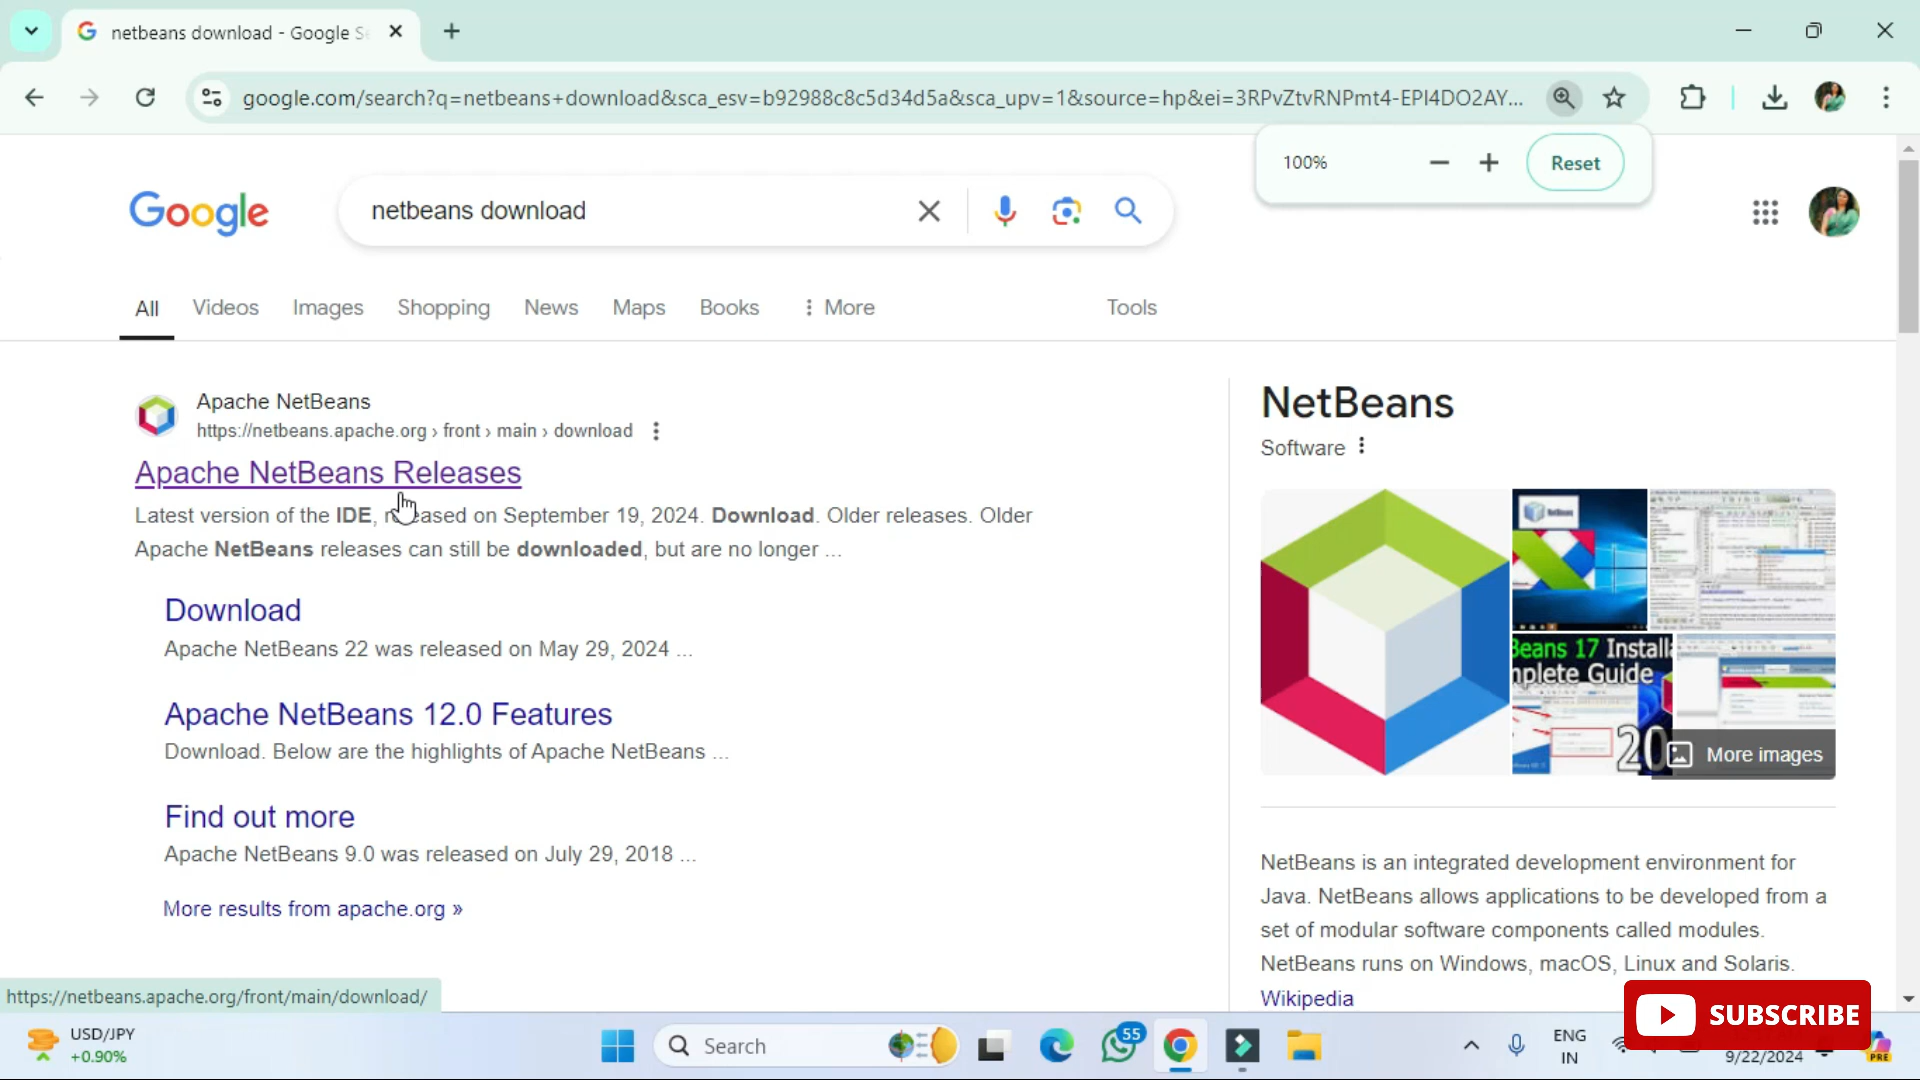 netbeans download - Google S
google.com/search?q=netbeans+download&sca_esv=b92988c8c5d34d5a&sca_upv=1&source=hp&ei=3RPvZtvRNPmt4-EPI4DO2AY...
100%
Reset
Google
netbeans download
All Videos Images Shopping News Maps Books More Tools
Apache NetBeans
https://netbeans.apache.org › front › main › download
Apache NetBeans Releases
Latest version of the IDE, released on September 19, 2024. Download. Older releases. Older
Apache NetBeans releases can still be downloaded, but are no longer ...
Download
Apache NetBeans 22 was released on May 29, 2024 ...
Apache NetBeans 12.0 Features
Download. Below are the highlights of Apache NetBeans ...
Find out more
Apache NetBeans 9.0 was released on July 29, 2018 ...
More results from apache.org »
NetBeans
Software
NetBeans
Beans 17 Install
mplete Guide
20
More images
NetBeans is an integrated development environment for
Java. NetBeans allows applications to be developed from a
set of modular software components called modules.
NetBeans runs on Windows, macOS, Linux and Solaris.
Wikipedia
https://netbeans.apache.org/front/main/download/
SUBSCRIBE
USD/JPY
+0.90%
Search
55
ENG
IN
9/22/2024
PRE